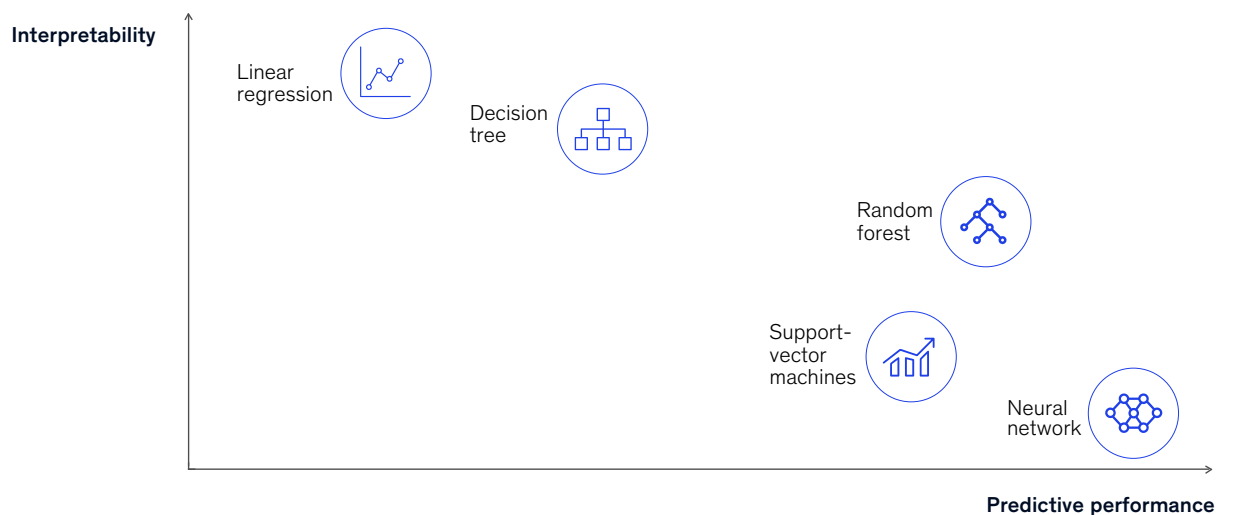 Interpretability
Linear
regression
Decision
tree
Random
forest
Support-
vector
machines
Neural
network
Predictive performance